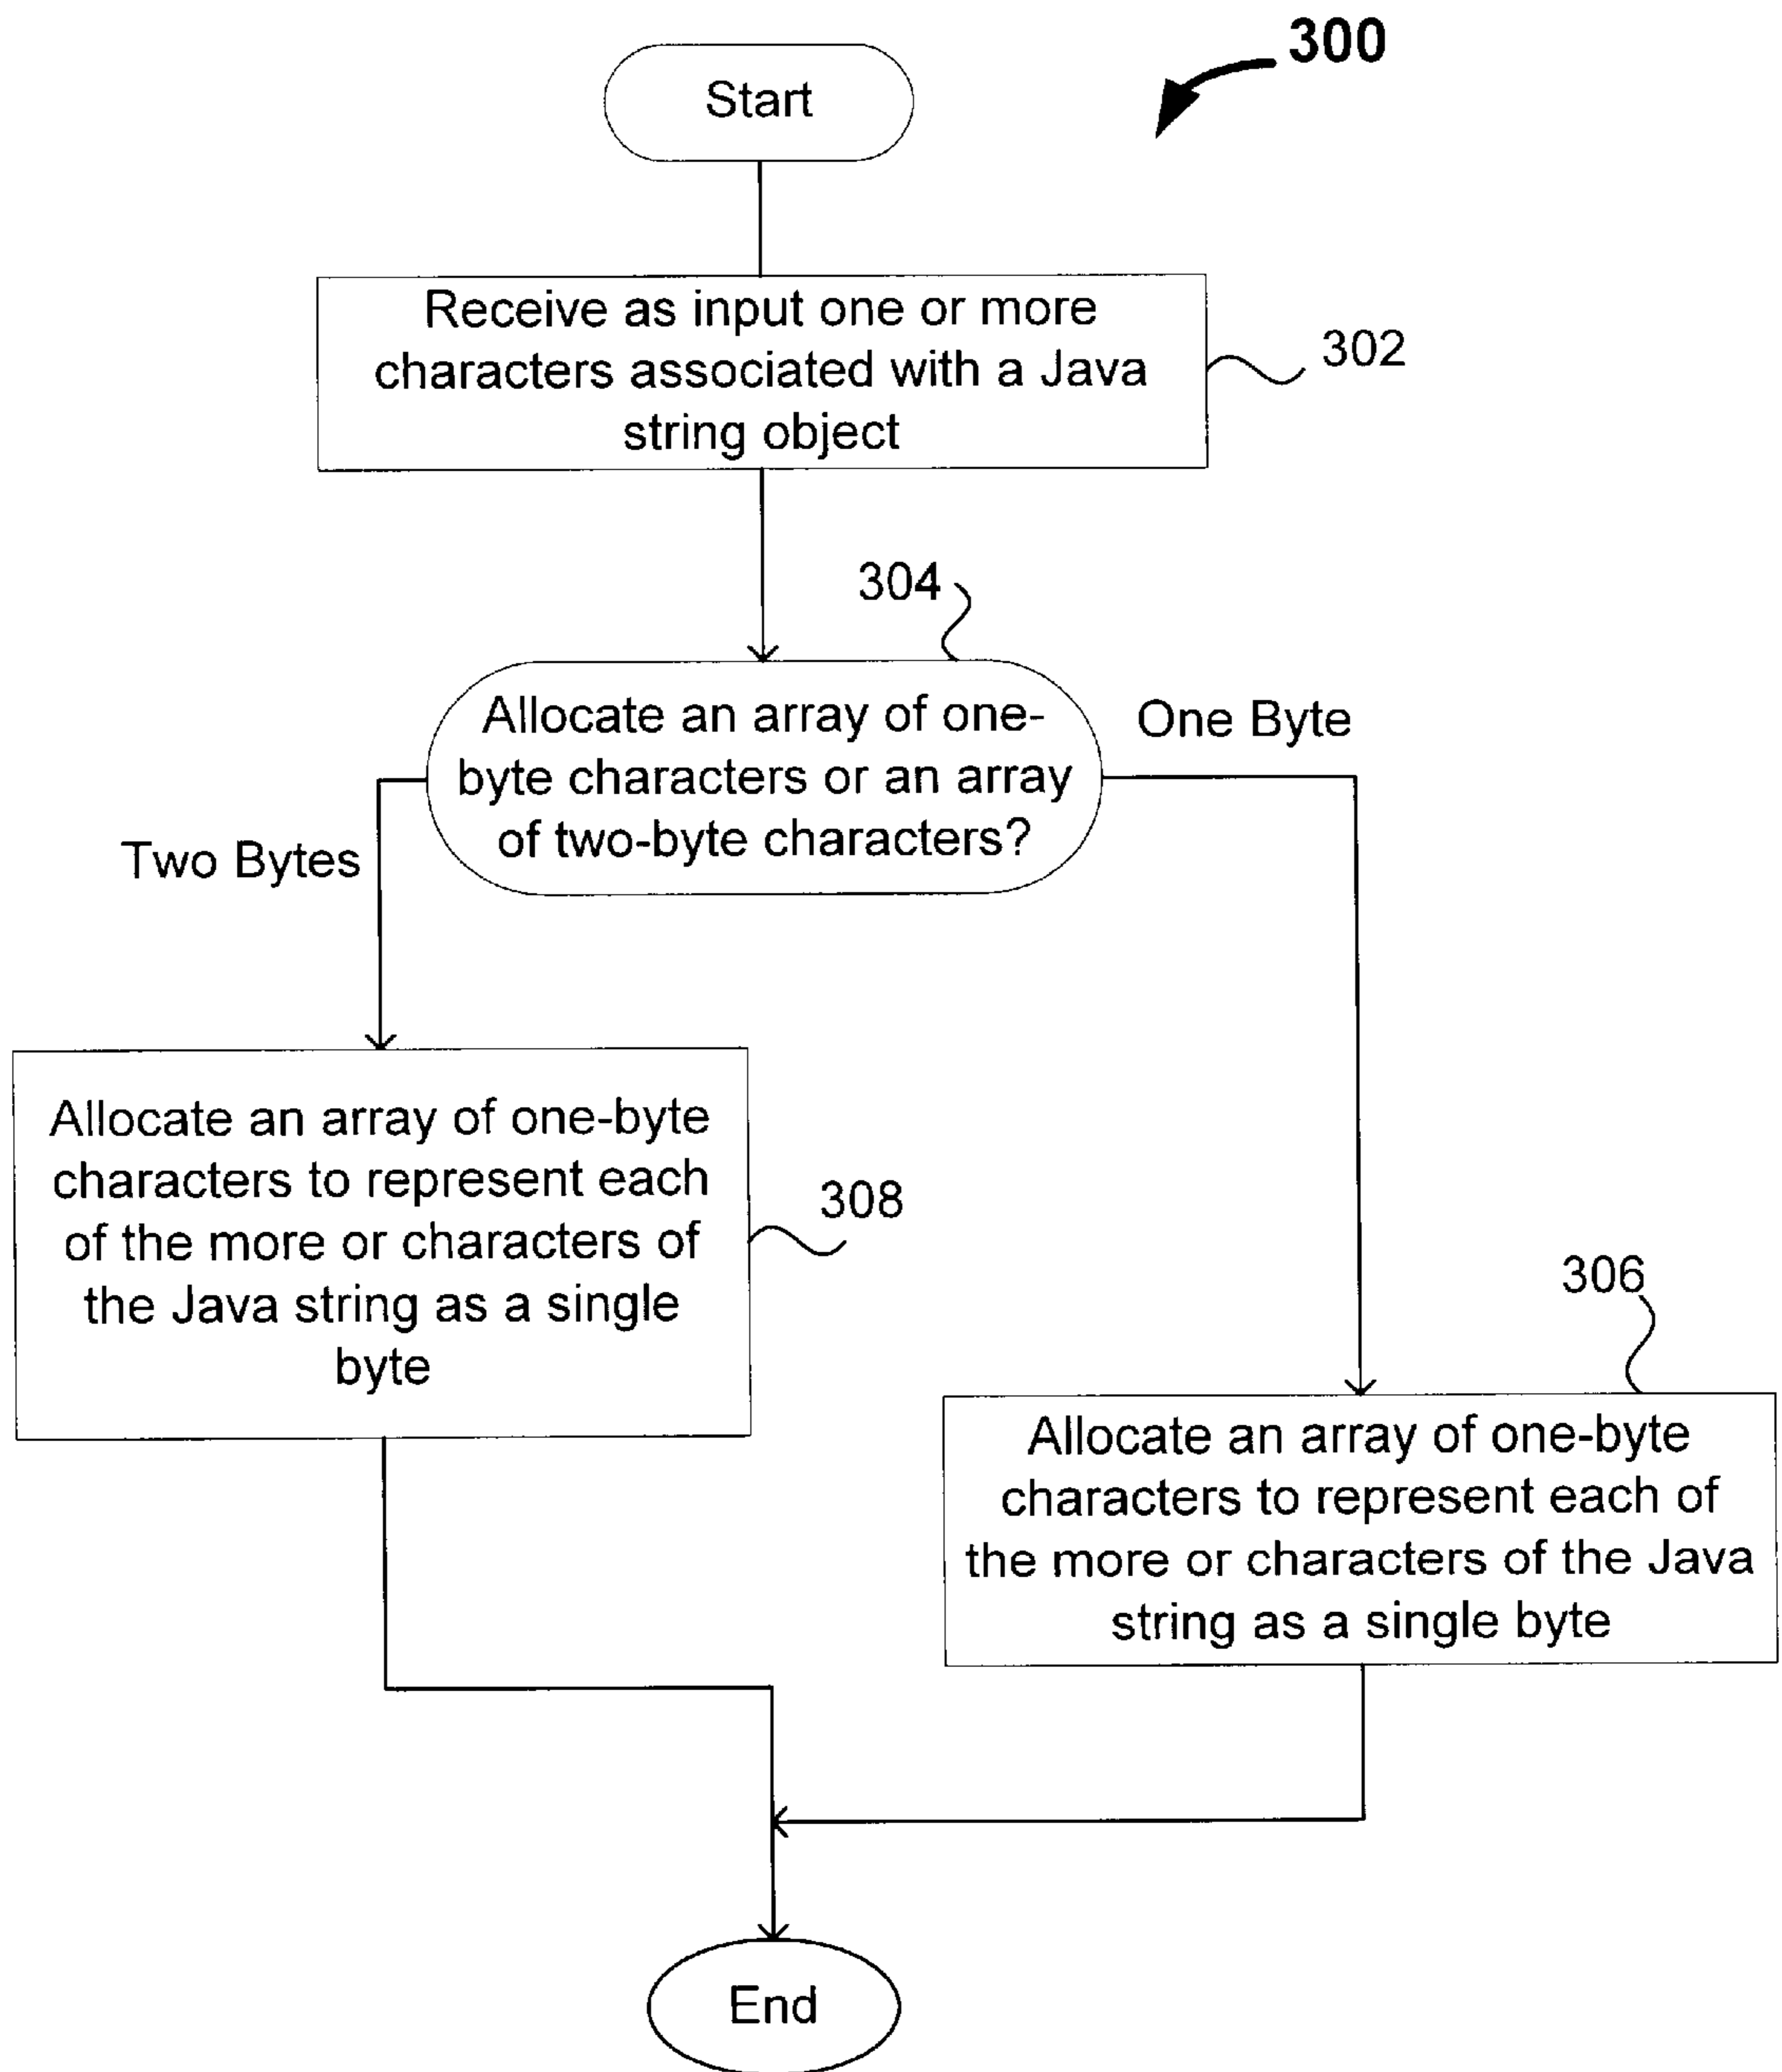 300
Start
Receive as input one or more
characters associated with a Java
string object
302
304
Allocate an array of one-
byte characters or an array
of two-byte characters?
One Byte
Two Bytes
Allocate an array of one-byte
characters to represent each
of the more or characters of
the Java string as a single
byte
308
306
Allocate an array of one-byte
characters to represent each of
the more or characters of the Java
string as a single byte
End